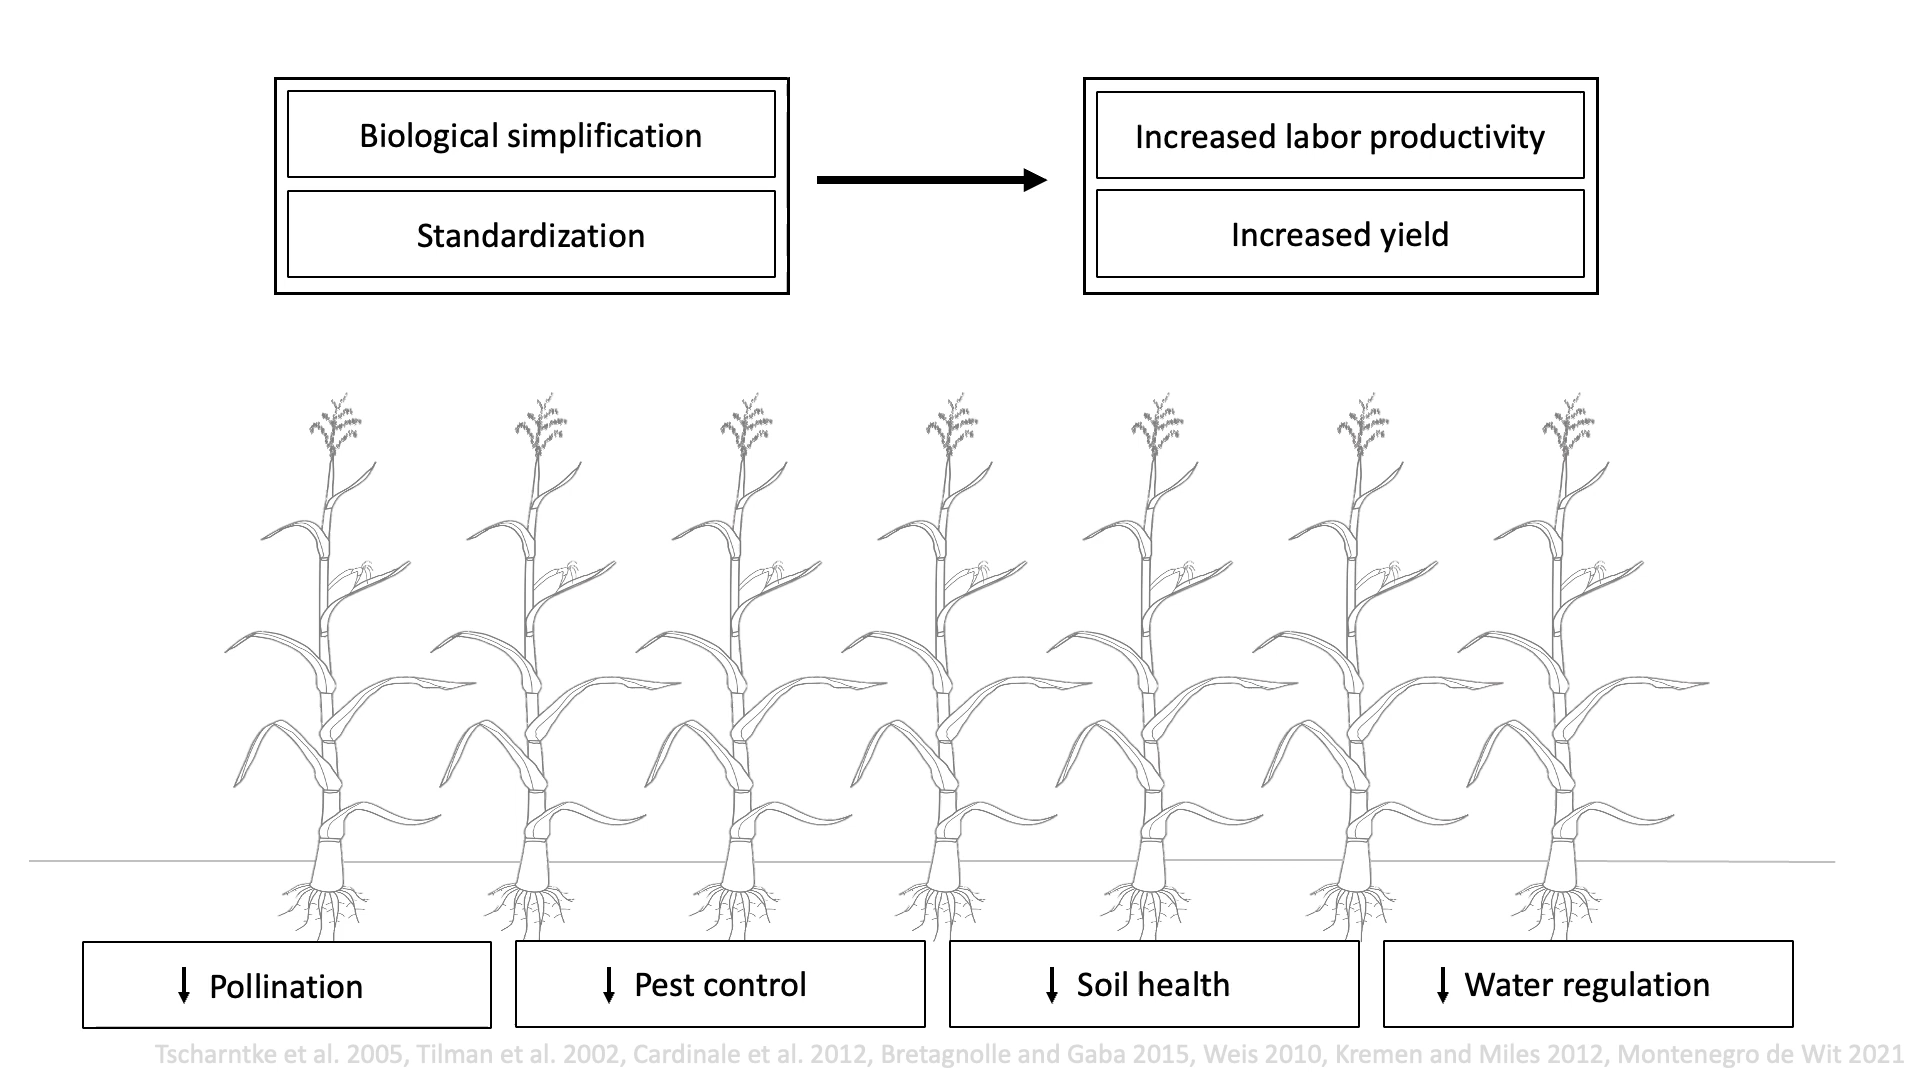 Biological simplification
Standardization
Increased labor productivity
Increased yield
↓ Pollination
↓ Pest control
↓ Soil health
↓ Water regulation
Tscharntke et al. 2005, Tilman et al. 2002, Cardinale et al. 2012, Bretagnolle and Gaba 2015, Weis 2010, Kremen and Miles 2012, Montenegro de Wit 2021